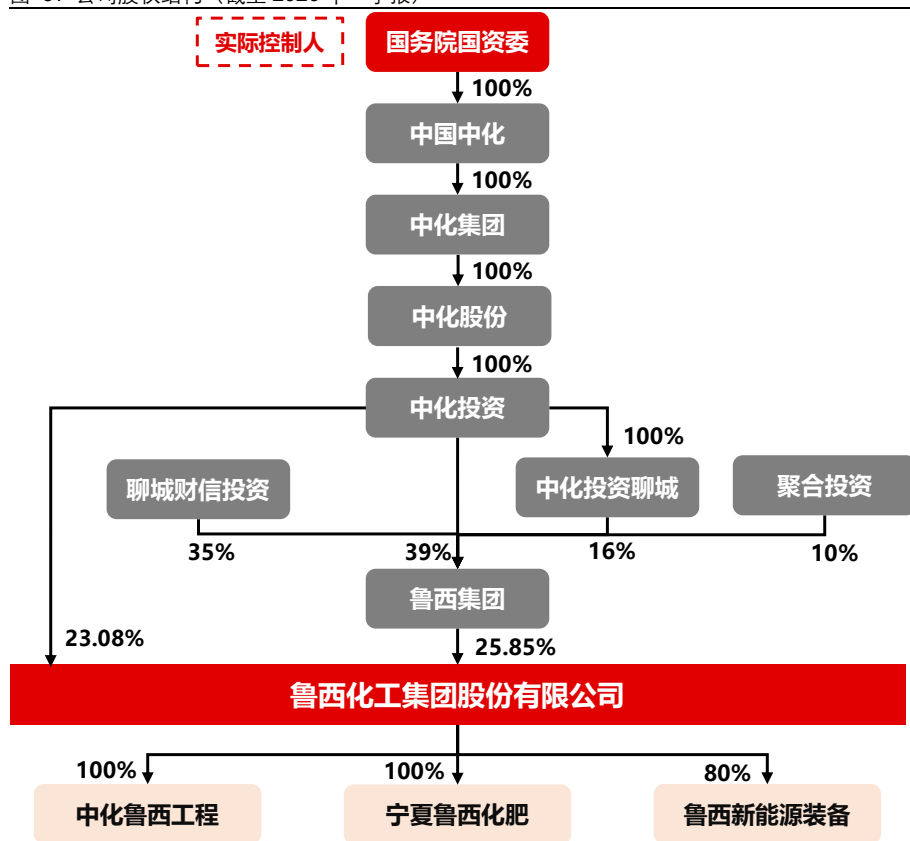 实际控制人
国务院国资委
100%
中国中化
100%
中化集团
100%
中化股份
100%
中化投资
100%
聊城财信投资
中化投资聊城
聚合投资
35%
39%
16%
10%
鲁西集团
23.08%
25.85%
鲁西化工集团股份有限公司
100%
100%
80%
中化鲁西工程
宁夏鲁西化肥
鲁西新能源装备